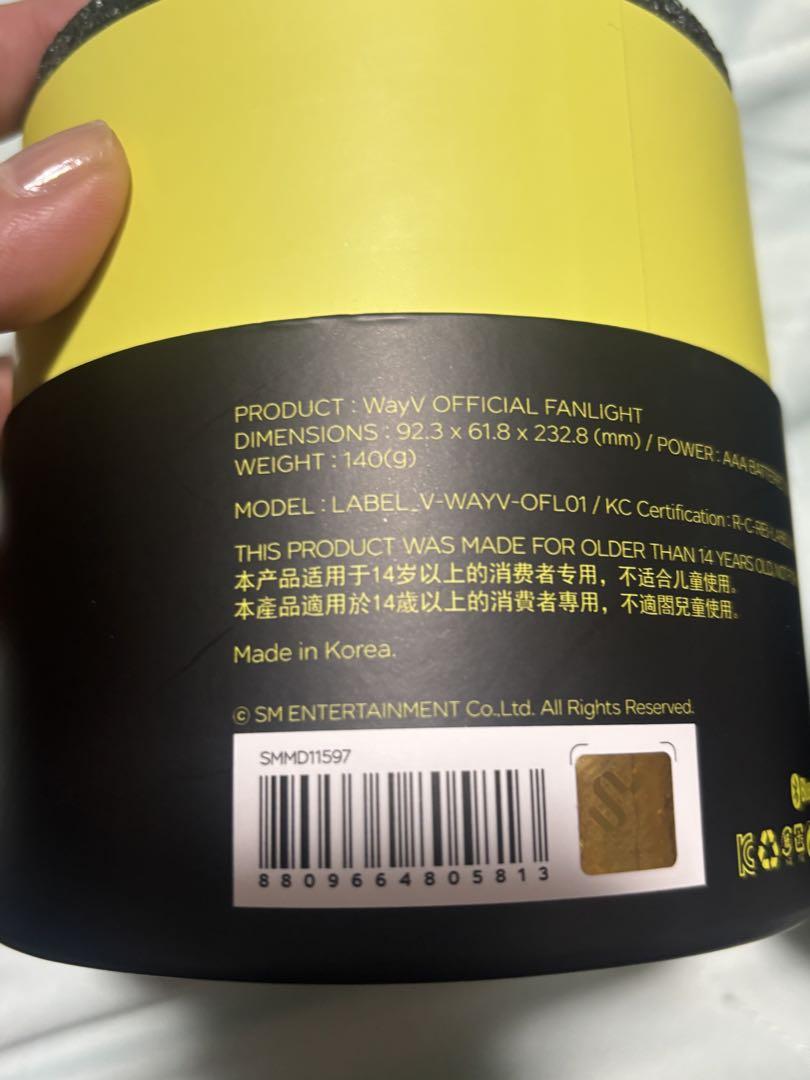 PRODUCT : WayV OFFICIAL FANLIGHT
DIMENSIONS : 92.3 x 61.8 x 232.8 (mm) / POWER : AAA
WEIGHT : 140(g)
MODEL : LABEL_V-WAYV-OFL01 / KC Certification :
THIS PRODUCT WAS MADE FOR OLDER THAN 14 YEARS OLD.
本产品适用于14岁以上的消费者专用，不适合儿童使用。
本產品適用於14歲以上的消費者專用，不適閤兒童使用。
Made in Korea.
© SM ENTERTAINMENT Co.,Ltd. All Rights Reserved.
SMMD11597
8809664805813